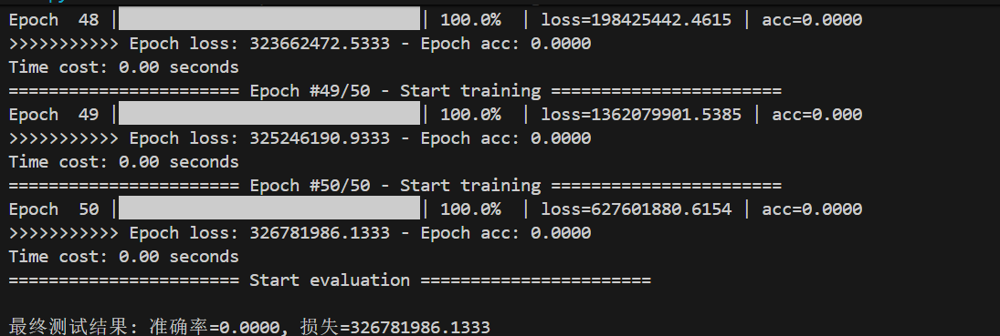 Epoch  48 || 100.0%  | loss=198425442.4615 | acc=0.0000
>>>>>>>>>>> Epoch loss: 323662472.5333 - Epoch acc: 0.0000
Time cost: 0.00 seconds
======================= Epoch #49/50 - Start training =======================
Epoch  49 || 100.0%  | loss=1362079901.5385 | acc=0.000
>>>>>>>>>>> Epoch loss: 325246190.9333 - Epoch acc: 0.0000
Time cost: 0.00 seconds
======================= Epoch #50/50 - Start training =======================
Epoch  50 || 100.0%  | loss=627601880.6154 | acc=0.0000
>>>>>>>>>>> Epoch loss: 326781986.1333 - Epoch acc: 0.0000
Time cost: 0.00 seconds
======================= Start evaluation =======================
最终测试结果: 准确率=0.0000, 损失=326781986.1333